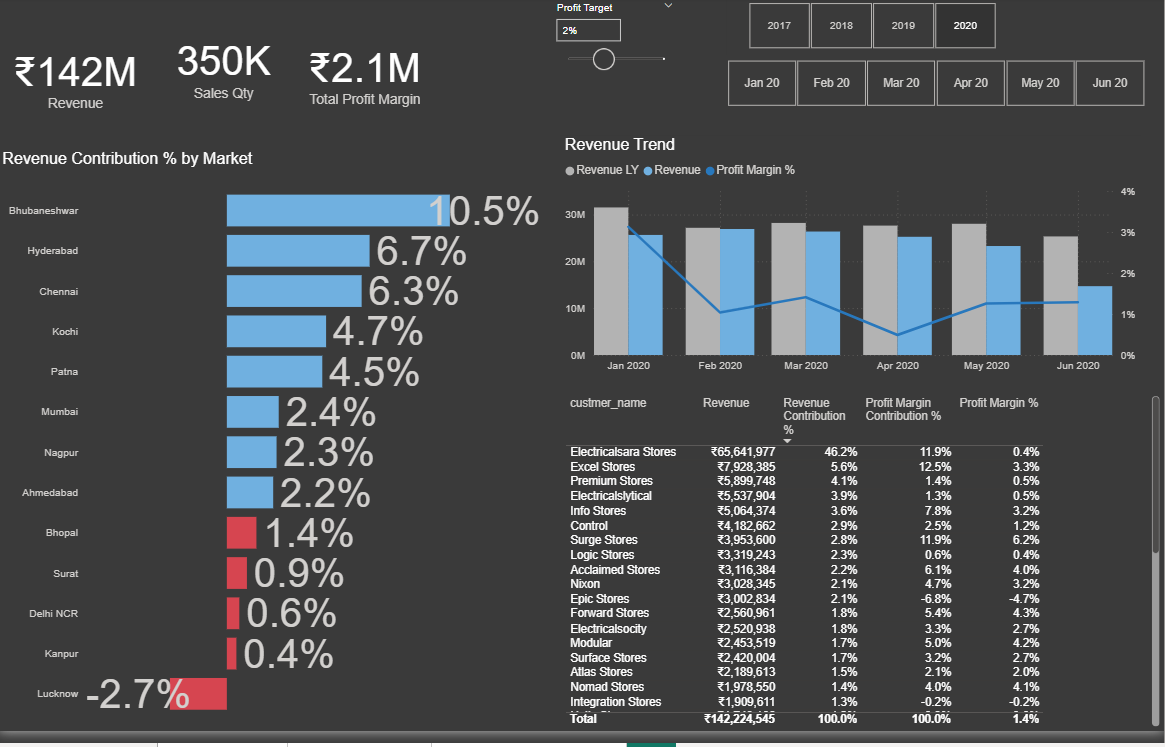 Profit Target
2%
2017 2018 2019 2020
Jan 20 Feb 20 Mar 20 Apr 20 May 20 Jun 20
₹142M
Revenue
350K
Sales Qty
₹2.1M
Total Profit Margin
Revenue Contribution % by Market
Bhubaneshwar 10.5%
Hyderabad 6.7%
Chennai 6.3%
Kochi 4.7%
Patna 4.5%
Mumbai 2.4%
Nagpur 2.3%
Ahmedabad 2.2%
Bhopal 1.4%
Surat 0.9%
Delhi NCR 0.6%
Kanpur 0.4%
Lucknow -2.7%
Revenue Trend
Revenue LY Revenue Profit Margin %
30M
20M
10M
0M
4%
3%
2%
1%
0%
Jan 2020 Feb 2020 Mar 2020 Apr 2020 May 2020 Jun 2020
custmer_name Revenue Revenue Contribution % Profit Margin Contribution % Profit Margin %
Electricalsara Stores ₹65,641,977 46.2% 11.9% 0.4%
Excel Stores ₹7,928,385 5.6% 12.5% 3.3%
Premium Stores ₹5,899,748 4.1% 1.4% 0.5%
Electricalslytical ₹5,537,904 3.9% 1.3% 0.5%
Info Stores ₹5,064,374 3.6% 7.8% 3.2%
Control ₹4,182,662 2.9% 2.5% 1.2%
Surge Stores ₹3,953,600 2.8% 11.9% 6.2%
Logic Stores ₹3,319,243 2.3% 0.6% 0.4%
Acclaimed Stores ₹3,116,384 2.2% 6.1% 4.0%
Nixon ₹3,028,345 2.1% 4.7% 3.2%
Epic Stores ₹3,002,834 2.1% -6.8% -4.7%
Forward Stores ₹2,560,961 1.8% 5.4% 4.3%
Electricalsocity ₹2,520,938 1.8% 3.3% 2.7%
Modular ₹2,453,519 1.7% 5.0% 4.2%
Surface Stores ₹2,420,004 1.7% 3.2% 2.7%
Atlas Stores ₹2,189,613 1.5% 2.1% 2.0%
Nomad Stores ₹1,978,550 1.4% 4.0% 4.1%
Integration Stores ₹1,909,611 1.3% -0.2% -0.2%
Total ₹142,224,545 100.0% 100.0% 1.4%